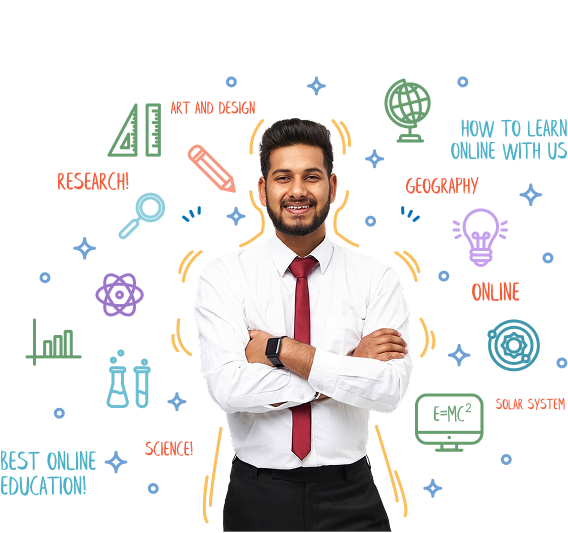 ART AND DESIGN
HOW TO LEARN
ONLINE WITH US
RESEARCH!
GEOGRAPHY
ONLINE
E=MC²
SOLAR SYSTEM
SCIENCE!
BEST ONLINE
EDUCATION!